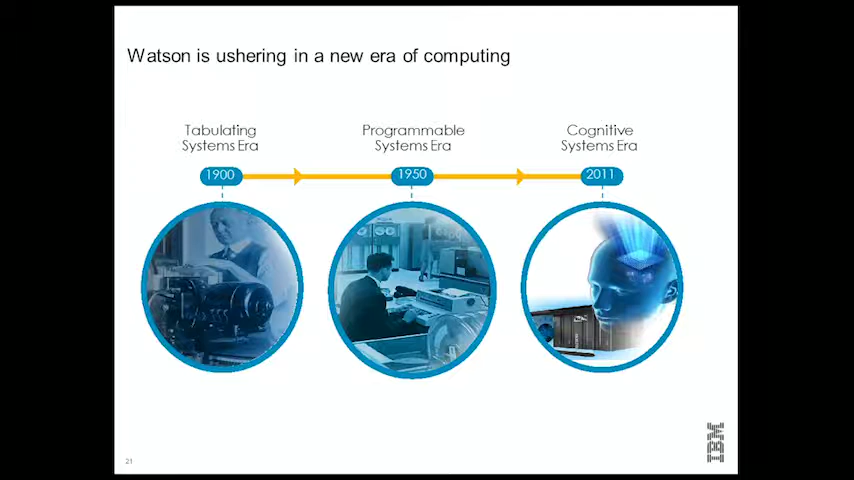 Watson is ushering in a new era of computing
Tabulating
Systems Era
Programmable
Systems Era
Cognitive
Systems Era
1900
1950
2011
21
IBM